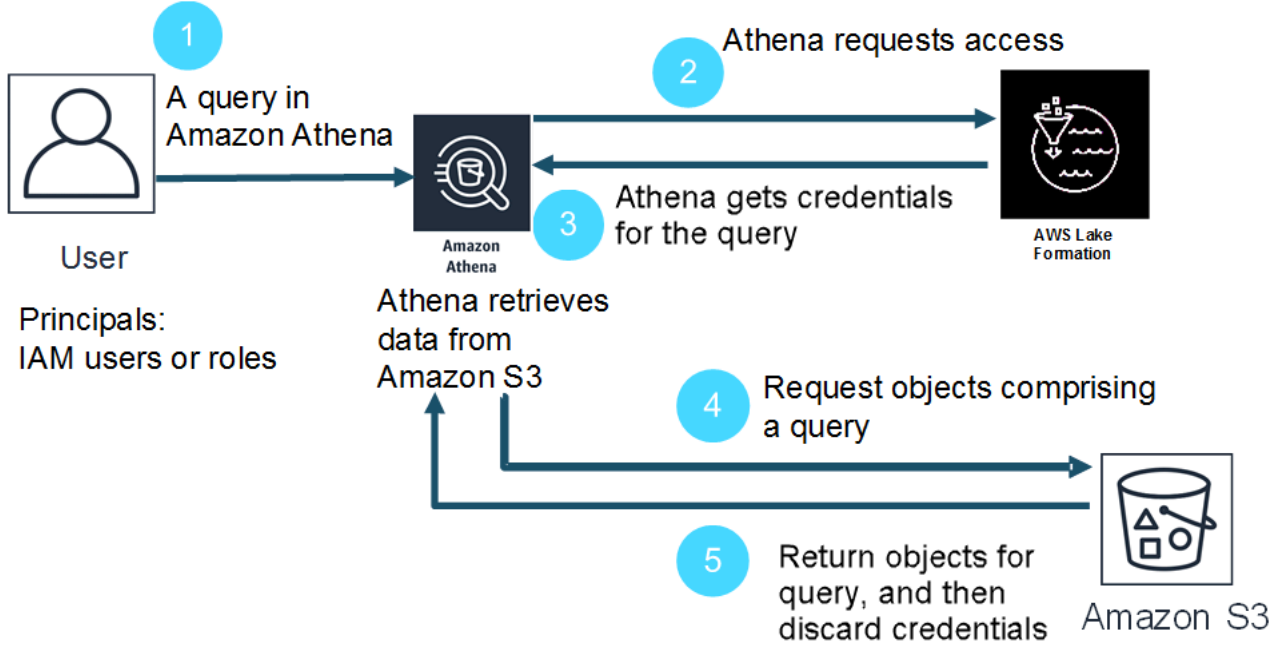 1
A query in
Amazon Athena
User
Principals:
IAM users or roles
2
Athena requests access
3
Athena gets credentials
for the query
Amazon
Athena
AWS Lake
Formation
Athena retrieves
data from
Amazon S3
4
Request objects comprising
a query
5
Return objects for
query, and then
discard credentials
Amazon S3